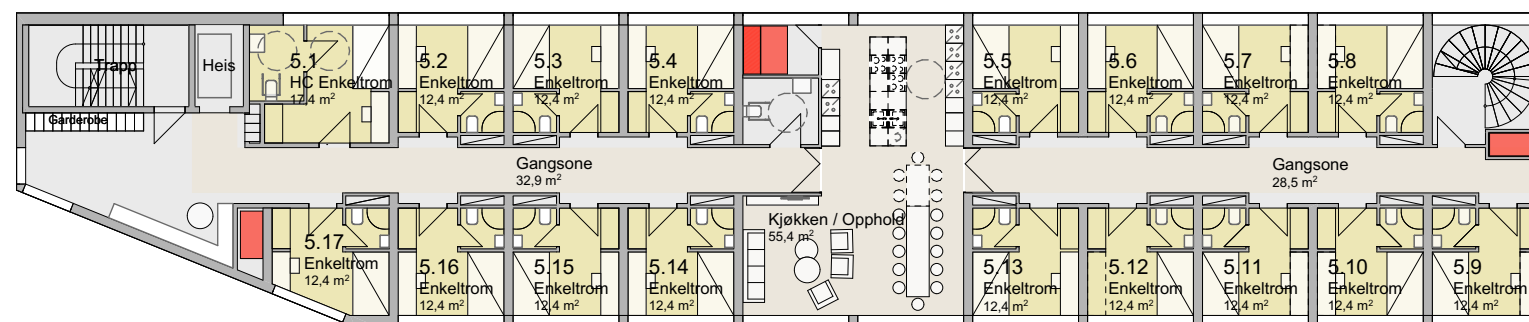 Trapp
Heis
Garderobe
5.1
HC Enkeltrom
17,4 m²
5.2
Enkeltrom
12,4 m²
5.3
Enkeltrom
12,4 m²
5.4
Enkeltrom
12,4 m²
5.5
Enkeltrom
12,4 m²
5.6
Enkeltrom
12,4 m²
5.7
Enkeltrom
12,4 m²
5.8
Enkeltrom
12,4 m²
Gangsone
32,9 m²
Gangsone
28,5 m²
Kjøkken / Opphold
55,4 m²
5.17
Enkeltrom
12,4 m²
5.16
Enkeltrom
12,4 m²
5.15
Enkeltrom
12,4 m²
5.14
Enkeltrom
12,4 m²
5.13
Enkeltrom
12,4 m²
5.12
Enkeltrom
12,4 m²
5.11
Enkeltrom
12,4 m²
5.10
Enkeltrom
12,4 m²
5.9
Enkeltrom
12,4 m²